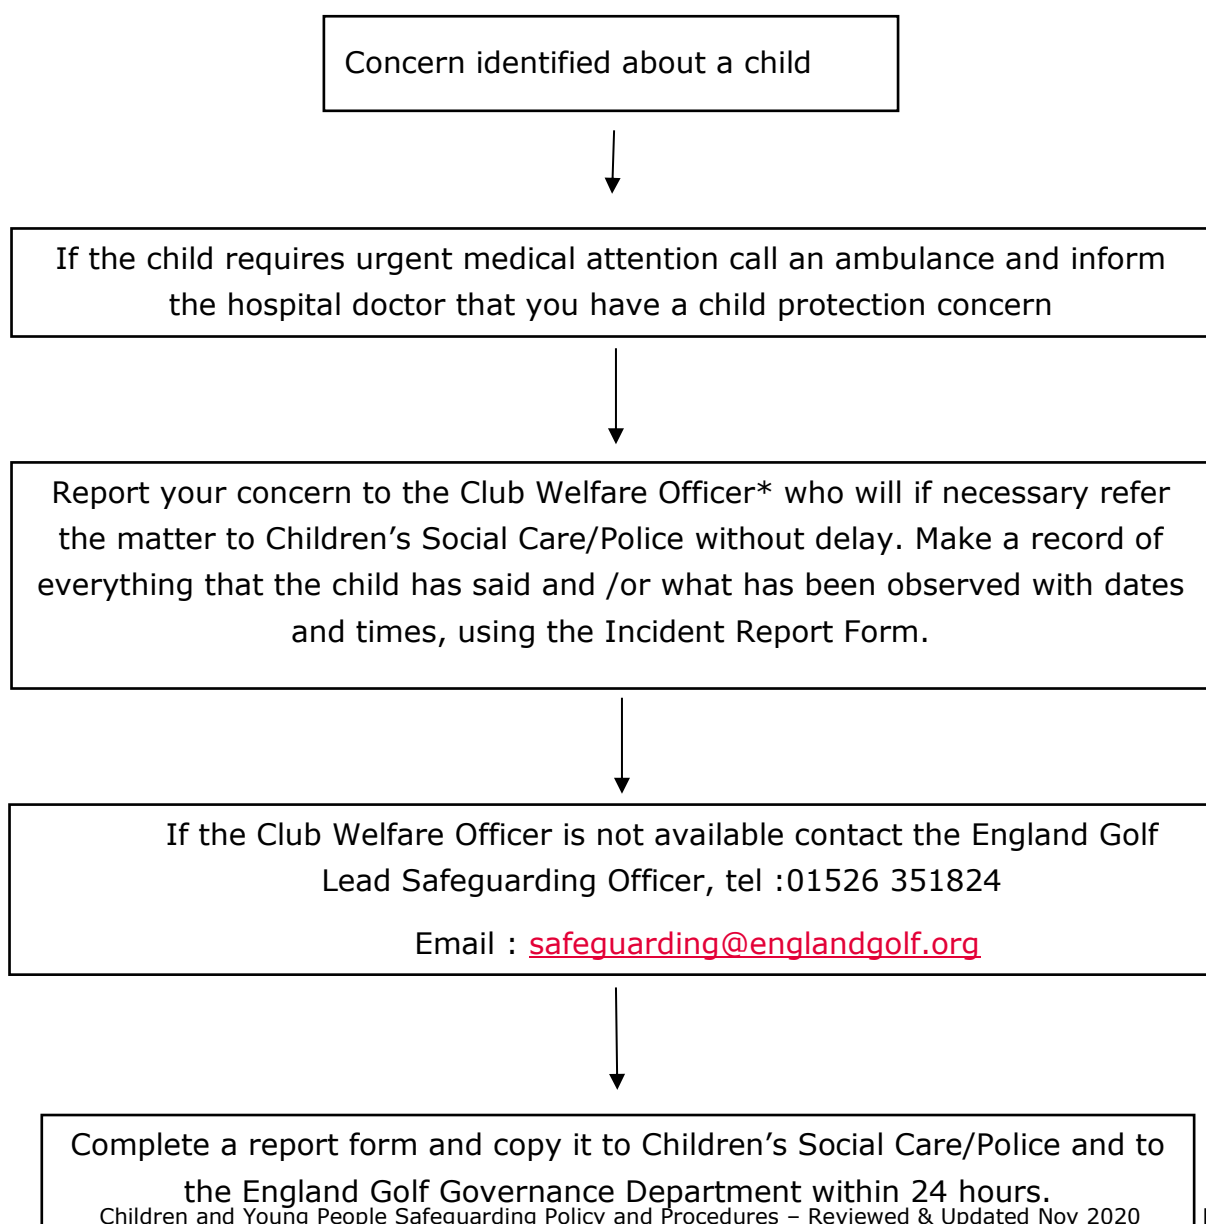 Concern identified about a child
If the child requires urgent medical attention call an ambulance and inform
the hospital doctor that you have a child protection concern
Report your concern to the Club Welfare Officer* who will if necessary refer
the matter to Children’s Social Care/Police without delay. Make a record of
everything that the child has said and /or what has been observed with dates
and times, using the Incident Report Form.
If the Club Welfare Officer is not available contact the England Golf
Lead Safeguarding Officer, tel :01526 351824
Email : safeguarding@englandgolf.org
Complete a report form and copy it to Children’s Social Care/Police and to
the England Golf Governance Department within 24 hours.
Children and Young People Safeguarding Policy and Procedures – Reviewed & Updated Nov 2020